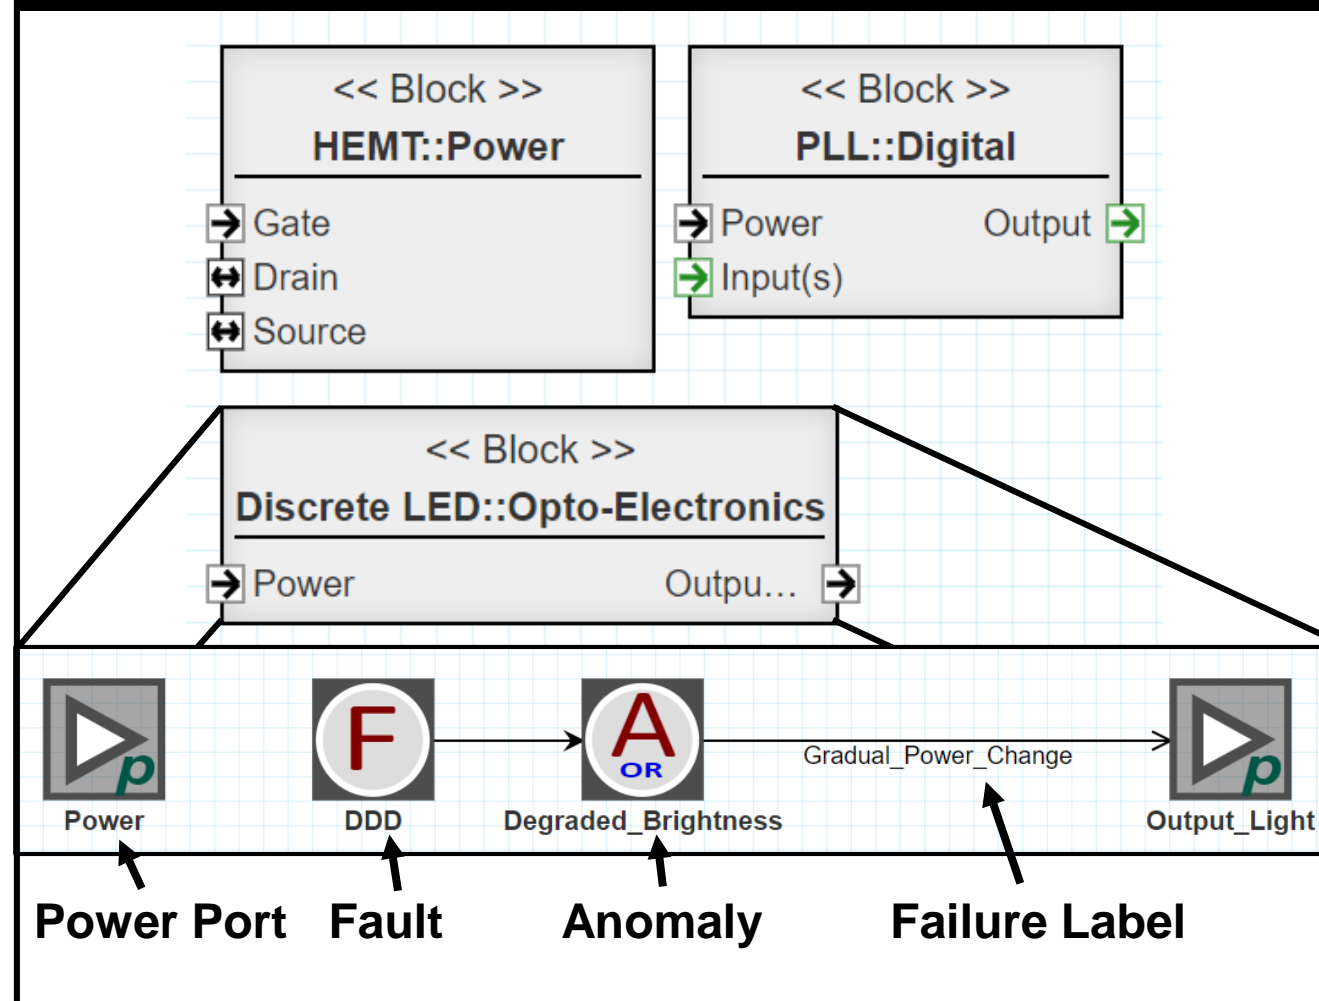 << Block >>
HEMT::Power
Gate
Drain
Source
<< Block >>
PLL::Digital
Power Output
Input(s)
<< Block >>
Discrete LED::Opto-Electronics
Power Outpu...
p
F
A
OR
Gradual_Power_Change
p
Power
DDD
Degraded_Brightness
Output_Light
Power Port
Fault
Anomaly
Failure Label